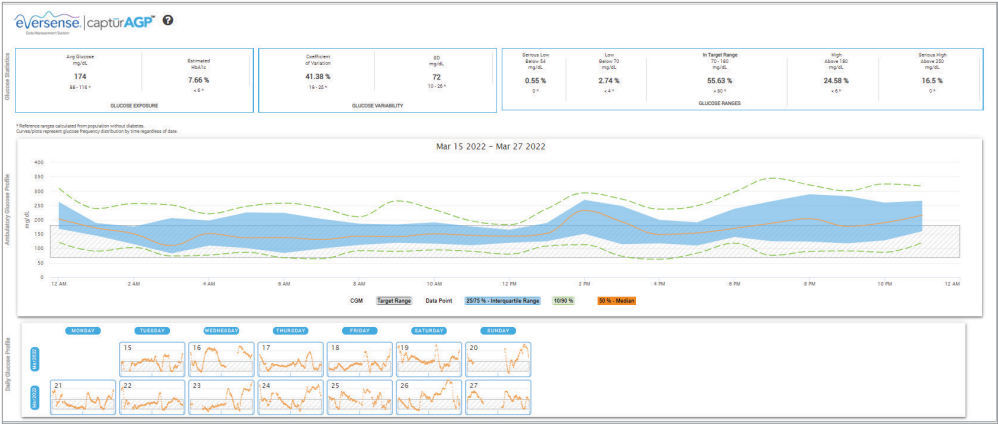 eversense. | captūrAGP™ ?
Data Management System
Glucose Statistics
Avg Glucose
mg/dL
174
88 - 116 *
Estimated
HbA1c
7.66 %
< 6 *
GLUCOSE EXPOSURE
Coefficient
of Variation
41.38 %
19 - 25 *
SD
mg/dL
72
10 - 26 *
GLUCOSE VARIABILITY
Serious Low
Below 54
mg/dL
0.55 %
0 *
Low
Below 70
mg/dL
2.74 %
< 4 *
In Target Range
70 - 180
mg/dL
55.63 %
> 90 *
High
Above 180
mg/dL
24.58 %
< 6 *
Serious High
Above 250
mg/dL
16.5 %
0 *
GLUCOSE RANGES
* Reference ranges calculated from population without diabetes.
Curves/plots represent glucose frequency distribution by time regardless of date.
Ambulatory Glucose Profile
Mar 15 2022 - Mar 27 2022
mg/dL
400
350
300
250
200
150
100
50
0
12 AM 2 AM 4 AM 6 AM 8 AM 10 AM 12 PM 2 PM 4 PM 6 PM 8 PM 10 PM 12 AM
CGM Target Range Data Point 25/75 % - Interquartile Range 10/90 % 50 % - Median
Daily Glucose Profile
MONDAY TUESDAY WEDNESDAY THURSDAY FRIDAY SATURDAY SUNDAY
Mar/2022
15 16 17 18 19 20
Mar/2022
21 22 23 24 25 26 27